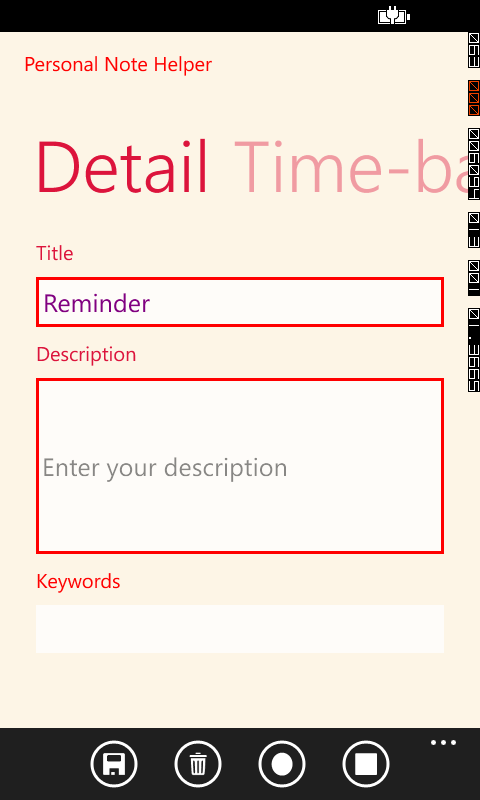 Personal Note Helper
Detail Time-ba
Title
Reminder
Description
Enter your description
Keywords